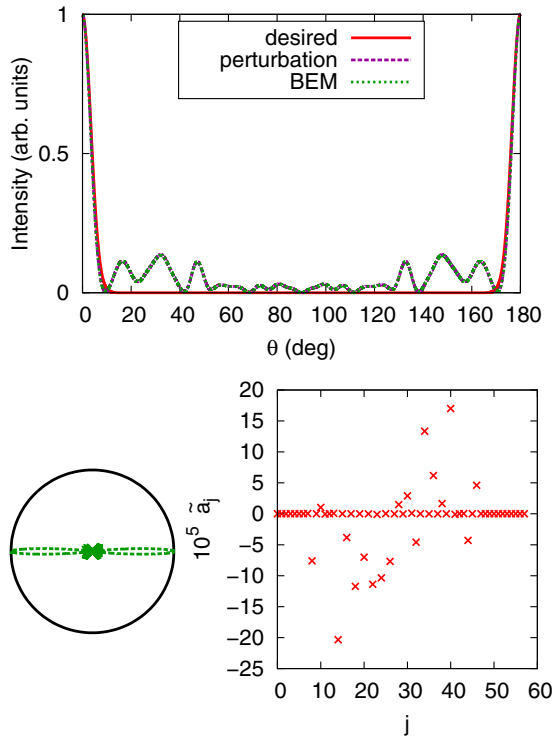 desired
perturbation
BEM
Intensity (arb. units)
1
0.5
0
0 20 40 60 80 100 120 140 160 180
θ (deg)
10⁵ ãⱼ
20
15
10
5
0
−5
−10
−15
−20
−25
0 10 20 30 40 50 60
j